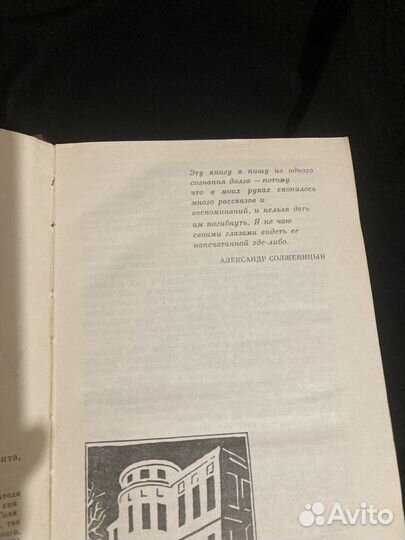 Эту книгу я пишу из одного
сознания долга — потому
что в моих руках скопилось
много рассказов и
воспоминаний, и нельзя дать
им погибнуть. Я не чаю
своими глазами видеть ее
напечатанной где-либо.
АЛЕКСАНДР СОЛЖЕНИЦЫН
Avito